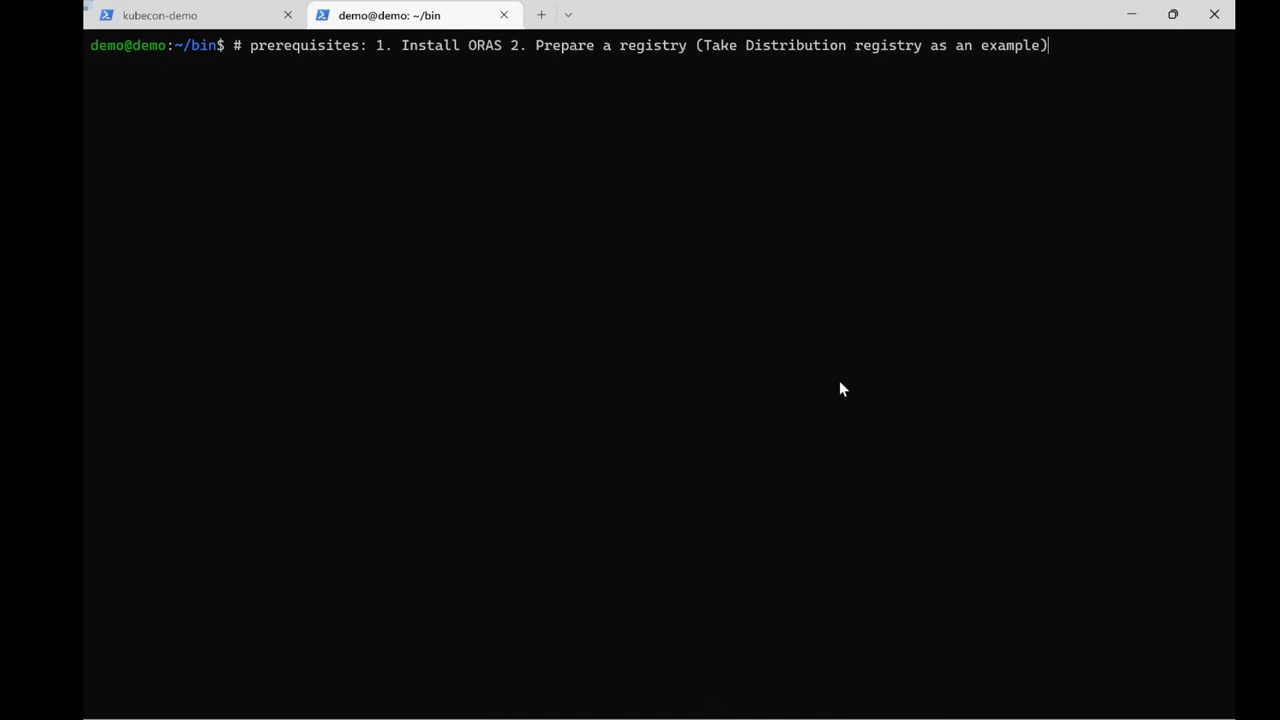 kubecon-demo
demo@demo: ~/bin
demo@demo:~/bin$ # prerequisites: 1. Install ORAS 2. Prepare a registry (Take Distribution registry as an example)